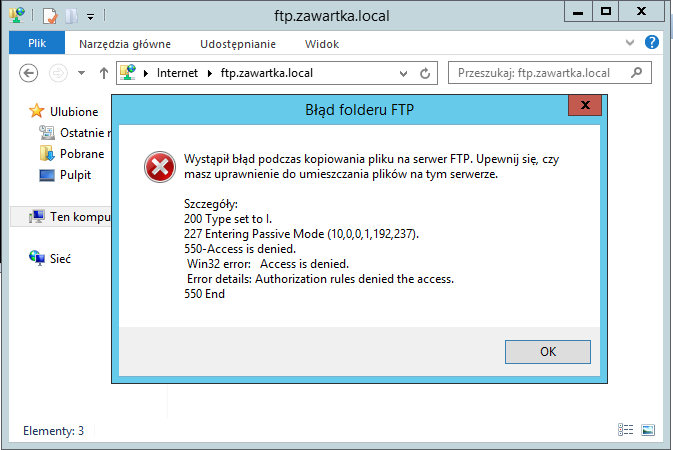 ftp.zawartka.local
Plik Narzędzia główne Udostępnianie Widok
Internet ftp.zawartka.local
Przeszukaj: ftp.zawartka.local
Ulubione
Ostatnie
Pobrane
Pulpit
Ten kompu
Sieć
Błąd folderu FTP
Wystąpił błąd podczas kopiowania pliku na serwer FTP. Upewnij się, czy
masz uprawnienie do umieszczania plików na tym serwerze.
Szczegóły:
200 Type set to I.
227 Entering Passive Mode (10,0,0,1,192,237).
550-Access is denied.
Win32 error: Access is denied.
Error details: Authorization rules denied the access.
550 End
OK
Elementy: 3